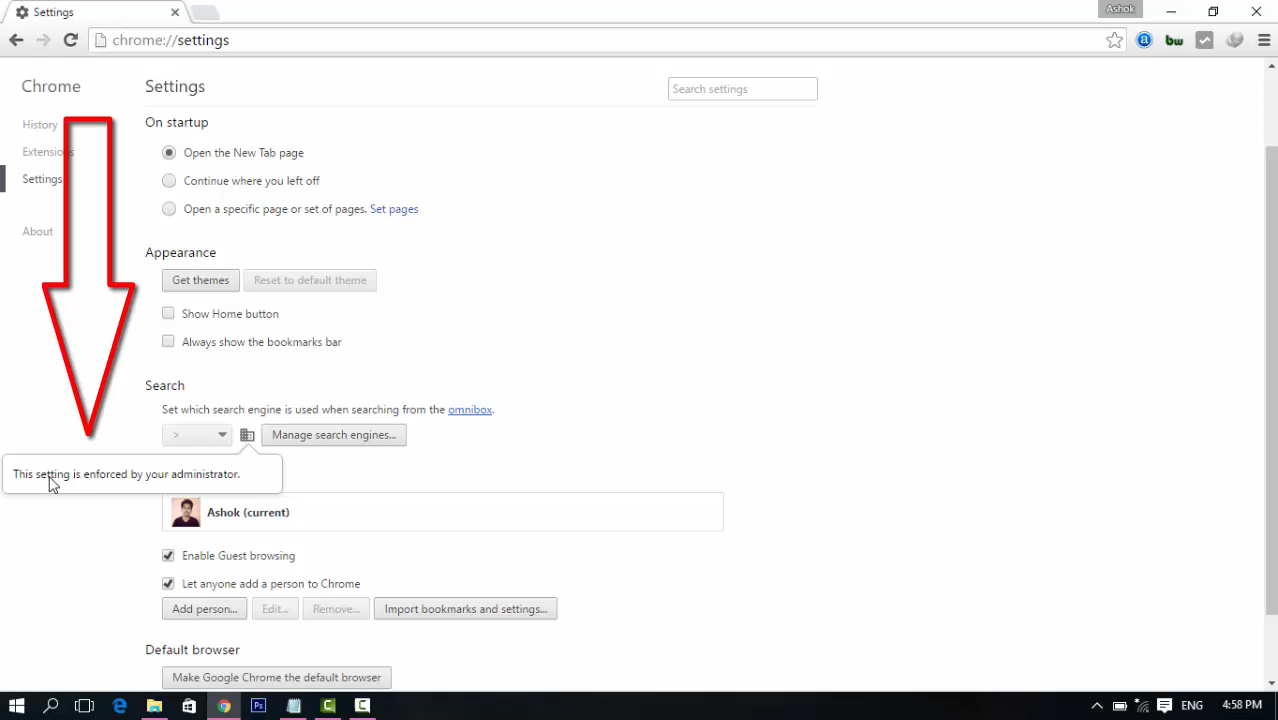 Settings
Ashok
chrome://settings
a
bw
Chrome
Settings
Search settings
History
Extensions
Settings
About
On startup
Open the New Tab page
Continue where you left off
Open a specific page or set of pages. Set pages
Appearance
Get themes
Reset to default theme
Show Home button
Always show the bookmarks bar
Search
Set which search engine is used when searching from the omnibox.
>
Manage search engines...
This setting is enforced by your administrator.
Ashok (current)
Enable Guest browsing
Let anyone add a person to Chrome
Add person...
Edit...
Remove...
Import bookmarks and settings...
Default browser
Make Google Chrome the default browser
Ps
ENG
4:58 PM